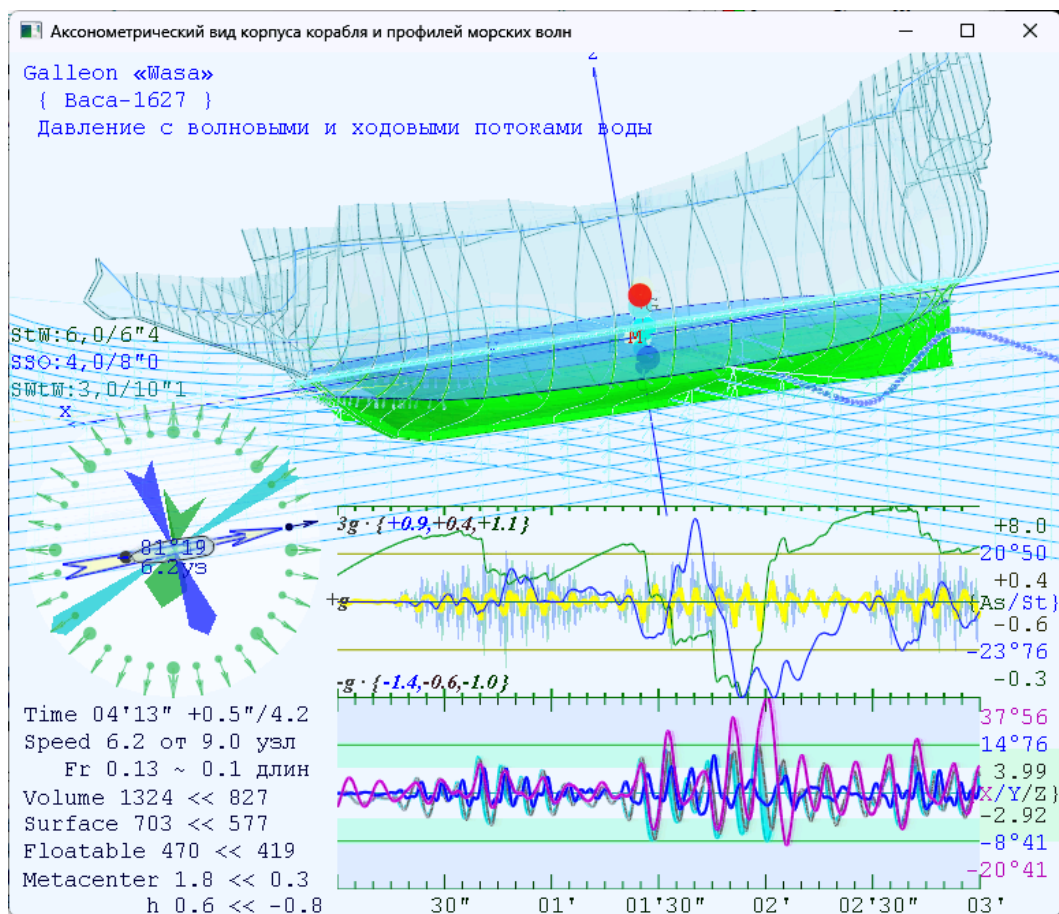 Аксонометрический вид корпуса корабля и профилей морских волн
Galleon «Wasa»
{ Васа-1627 }
Давление с волновыми и ходовыми потоками воды
z
G
M
StW:6,0/6"4
SSO:4,0/8"0
SWtW:3,0/10"1
X
81°19
6.2уз
3g · {+0.9,+0.4,+1.1}
+8.0
20°50
+0.4
+g
{As/St}
-0.6
-23°76
-0.3
-g · {-1.4,-0.6,-1.0}
Time 04'13" +0.5"/4.2
Speed 6.2 от 9.0 узл
Fr 0.13 ~ 0.1 длин
Volume 1324 << 827
Surface 703 << 577
Floatable 470 << 419
Metacenter 1.8 << 0.3
h 0.6 << -0.8
37°56
14°76
3.99
X/Y/Z}
-2.92
-8°41
-20°41
30" 01' 01'30" 02' 02'30" 03'